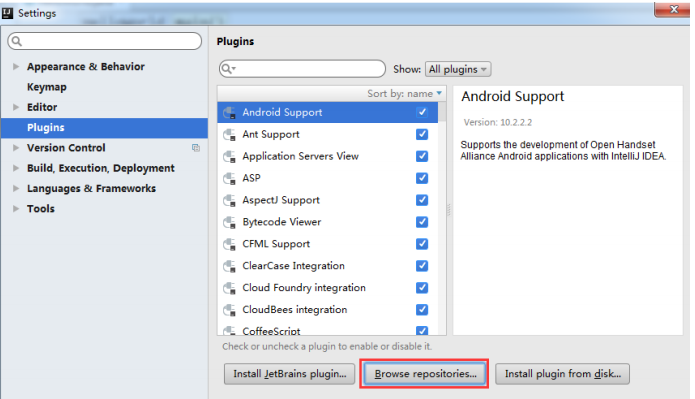 Settings
Plugins
Appearance & Behavior
Keymap
Editor
Plugins
Version Control
Build, Execution, Deployment
Languages & Frameworks
Tools
Show: All plugins
Sort by: name
Android Support
Ant Support
Application Servers View
ASP
AspectJ Support
Bytecode Viewer
CFML Support
ClearCase Integration
Cloud Foundry integration
CloudBees integration
CoffeeScript
Check or uncheck a plugin to enable or disable it.
Android Support
Version: 10.2.2.2
Supports the development of Open Handset
Alliance Android applications with IntelliJ IDEA.
Install JetBrains plugin... Browse repositories... Install plugin from disk...